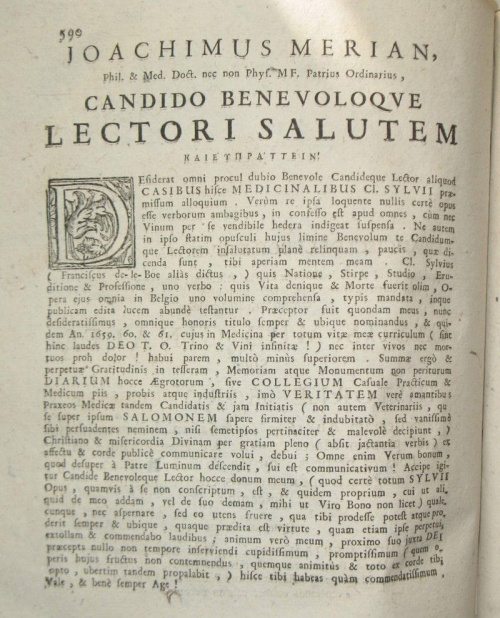 590
JOACHIMUS MERIAN,
Phil. & Med. Doct. nec non Phys. MF. Patrius Ordinarius,
CANDIDO BENEVOLOQVE
LECTORI SALUTEM
ΚΑΙ ΕΥ ΠΡΑΤΤΕΙΝ!
DEsiderat omni procul dubio Benevole Candideque Lector aliquod
CASIBUS hisce MEDICINALIBUS Cl. SYLVII præ-
missum alloquium. Verùm re ipsa loquente nullis certè opus
esse verborum ambagibus, in confesso est apud omnes, cùm nec
Vinum per se vendibile hedera indigeat suspensa. Ne autem
in ipso statim opusculi hujus limine Benevolum te Candidum-
que Lectorem insalutatum planè relinquam, paucis, quæ di-
cenda sunt, tibi aperiam mentem meam. Cl. Sylvius
( Franciscus de-le-Boe aliàs dictus, ) quis Natione, Stirpe, Studio, Eru-
ditione & Professione, uno verbo: quis Vita denique & Morte fuerit olim, O-
pera ejus omnia in Belgio uno volumine comprehensa, typis mandata, inque
publicam edita lucem abundè testantur. Præceptor suit quondam meus, nunc
desideratissimus, omnique honoris titulo semper & ubique nominandus, & qui-
dem An. 1659. 60. & 61. cujus in Medicina per totum vitæ meæ curriculum ( sint
hinc laudes DEO T. O. Trino & Vni infinitæ! ) nec inter vivos nec mor-
tuos proh dolor! habui parem, multò minùs superiorem. Summæ ergò &
perpetuæ Gratitudinis in tesseram, Memoriam atque Monumentum non periturum
DIARIUM hocce Ægrotorum, sive COLLEGIUM Casuale Practicum &
Medicum piis, probis atque industriis, imò VERITATEM verè amantibus
Praxeos Medicæ tandem Candidatis & jam Initiatis ( non autem Veterinariis, qui
se super ipsum SALOMONEM sapere firmiter & indubitatò, sed vanissimè
sibi persuadentes neminem, nisi semetipsos pertinaciter & malevolè decipiunt, )
Christiano & misericordia Divinam per gratiam pleno ( absit jactantia verbis ) ex
affectu & corde publicè communicare volui, debui; Omne enim Verum bonum,
quod desuper à Patre Luminum descendit, sui est communicativum! Accipe igi-
tur Candide Benevoleque Lector hocce donum meum, ( quod certè totum SYLVII
Opus, quamvis à se non conscriptum, est, & quidem proprium, cui ut ali-
quid de meo addam, vel de suo demam, mihi ut Viro Bono non licet ) quale-
cunque, nec aspernare, sed eo utens fruere, qua tibi prodesse potest atque pro-
derit semper & ubique, quaque prædita est virtute, quam etiam ipse perpetuò
extollam & commendabo laudibus; animum verò meum, proximo suo juxta DEI
præcepta nullo non tempore inserviendi cupidissimum, promptissimum ( quem o-
peris hujus fructus non contemnendus, quemque animitùs & toto ex corde tibi
opto, ubertim tandem propalabit, ) hisce tibi habeas quàm commendatissimum,
Vale, & benè semper Age!